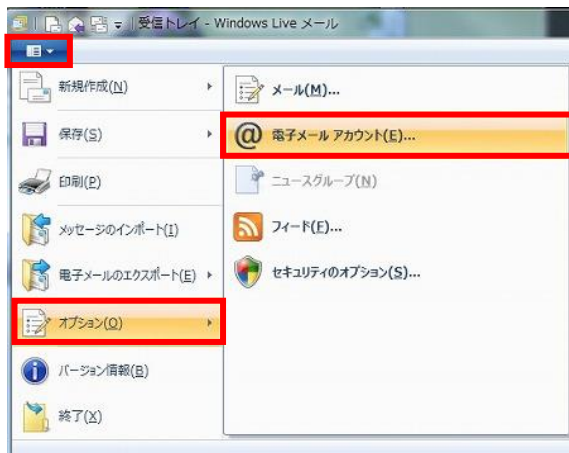 受信トレイ - Windows Live メール
新規作成(N)
保存(S)
印刷(P)
メッセージのインポート(I)
電子メールのエクスポート(E)
オプション(O)
バージョン情報(B)
終了(X)
メール(M)...
電子メール アカウント(E)...
ニュースグループ(N)
フィード(F)...
セキュリティのオプション(S)...